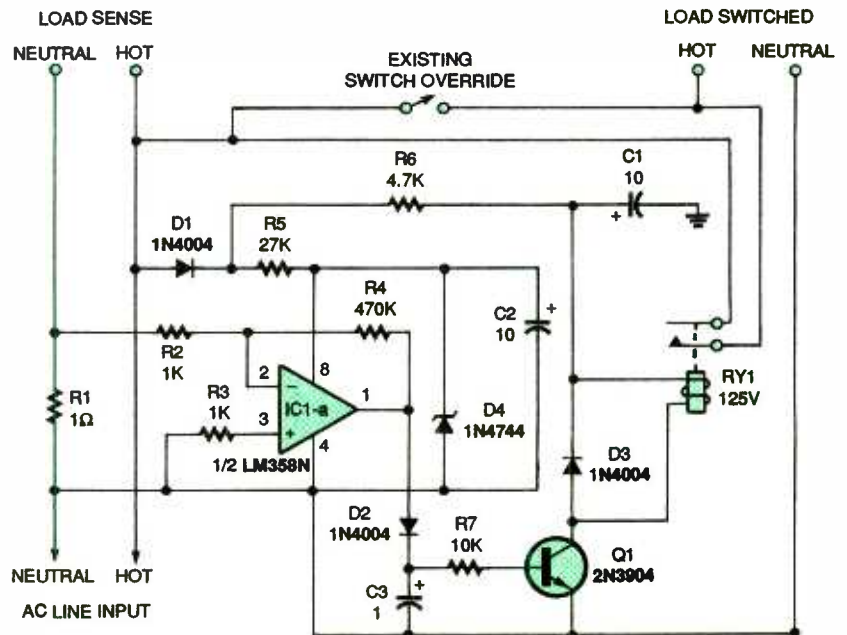 LOAD SENSE
NEUTRAL HOT
LOAD SWITCHED
HOT NEUTRAL
EXISTING
SWITCH OVERRIDE
R6
4.7K
C1
10
+
D1
1N4004
R5
27K
R4
470K
C2
10
+
R2
1K
R1
1Ω
R3
1K
2
−
8
IC1-a
1
3
+
4
1/2 LM358N
D4
1N4744
RY1
125V
D3
1N4004
D2
1N4004
R7
10K
Q1
2N3904
C3
1
+
NEUTRAL HOT
AC LINE INPUT